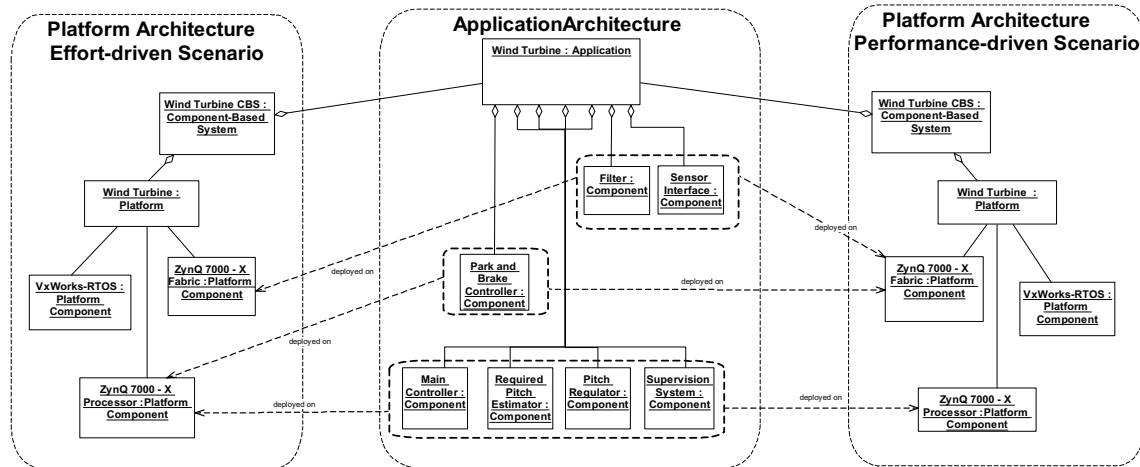 Platform Architecture
Effort-driven Scenario
Wind Turbine CBS :
Component-Based
System
Wind Turbine :
Platform
VxWorks-RTOS :
Platform
Component
ZynQ 7000 - X
Fabric :Platform
Component
ZynQ 7000 - X
Processor :Platform
Component
ApplicationArchitecture
Wind Turbine : Application
Filter :
Component
Sensor
Interface :
Component
Park and
Brake
Controller :
Component
Main
Controller :
Component
Required
Pitch
Estimator :
Component
Pitch
Regulator :
Component
Supervision
System :
Component
deployed on
deployed on
deployed on
deployed on
deployed on
deployed on
Platform Architecture
Performance-driven Scenario
Wind Turbine CBS :
Component-Based
System
Wind Turbine :
Platform
ZynQ 7000 - X
Fabric :Platform
Component
VxWorks-RTOS :
Platform
Component
ZynQ 7000 - X
Processor :Platform
Component